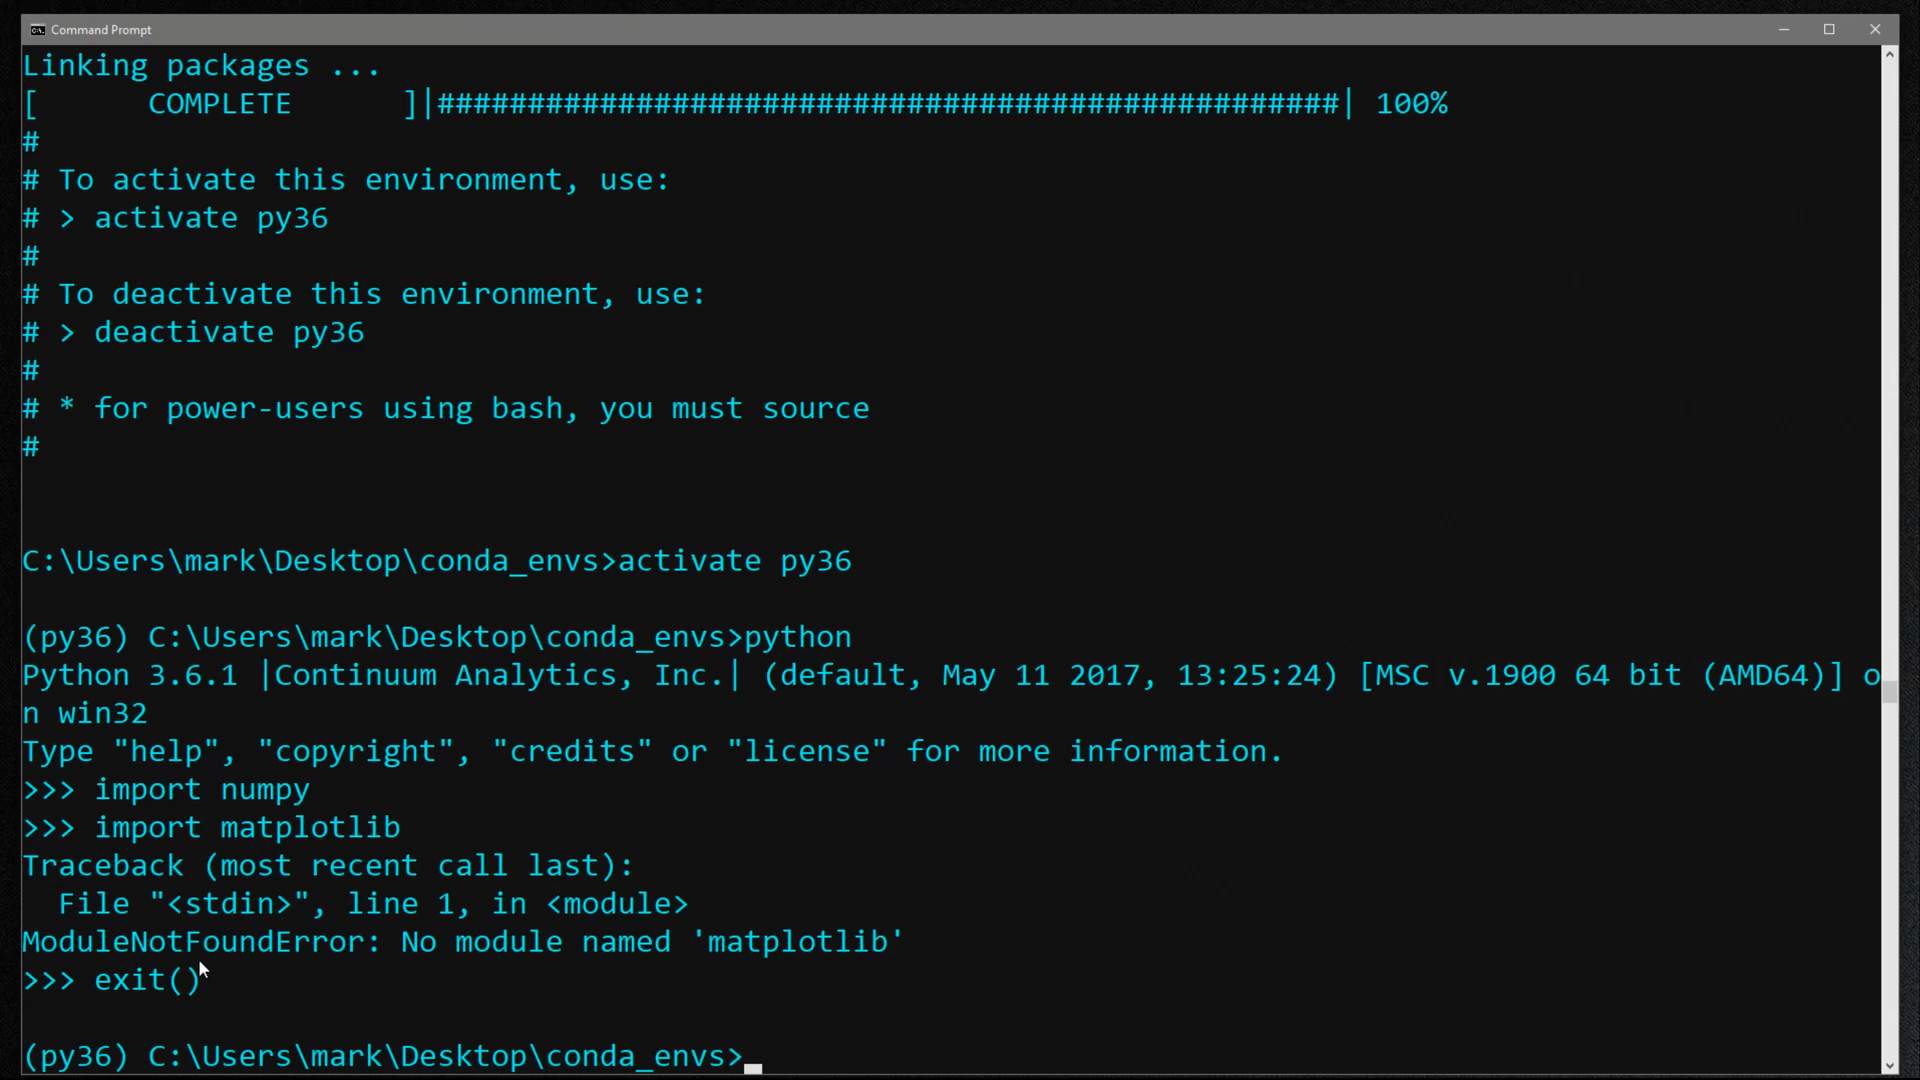 Command Prompt
Linking packages ...
[      COMPLETE      ]|##################################################| 100%
#
# To activate this environment, use:
# > activate py36
#
# To deactivate this environment, use:
# > deactivate py36
#
# * for power-users using bash, you must source
#
C:\Users\mark\Desktop\conda_envs>activate py36
(py36) C:\Users\mark\Desktop\conda_envs>python
Python 3.6.1 |Continuum Analytics, Inc.| (default, May 11 2017, 13:25:24) [MSC v.1900 64 bit (AMD64)] o
n win32
Type "help", "copyright", "credits" or "license" for more information.
>>> import numpy
>>> import matplotlib
Traceback (most recent call last):
  File "<stdin>", line 1, in <module>
ModuleNotFoundError: No module named 'matplotlib'
>>> exit()
(py36) C:\Users\mark\Desktop\conda_envs>